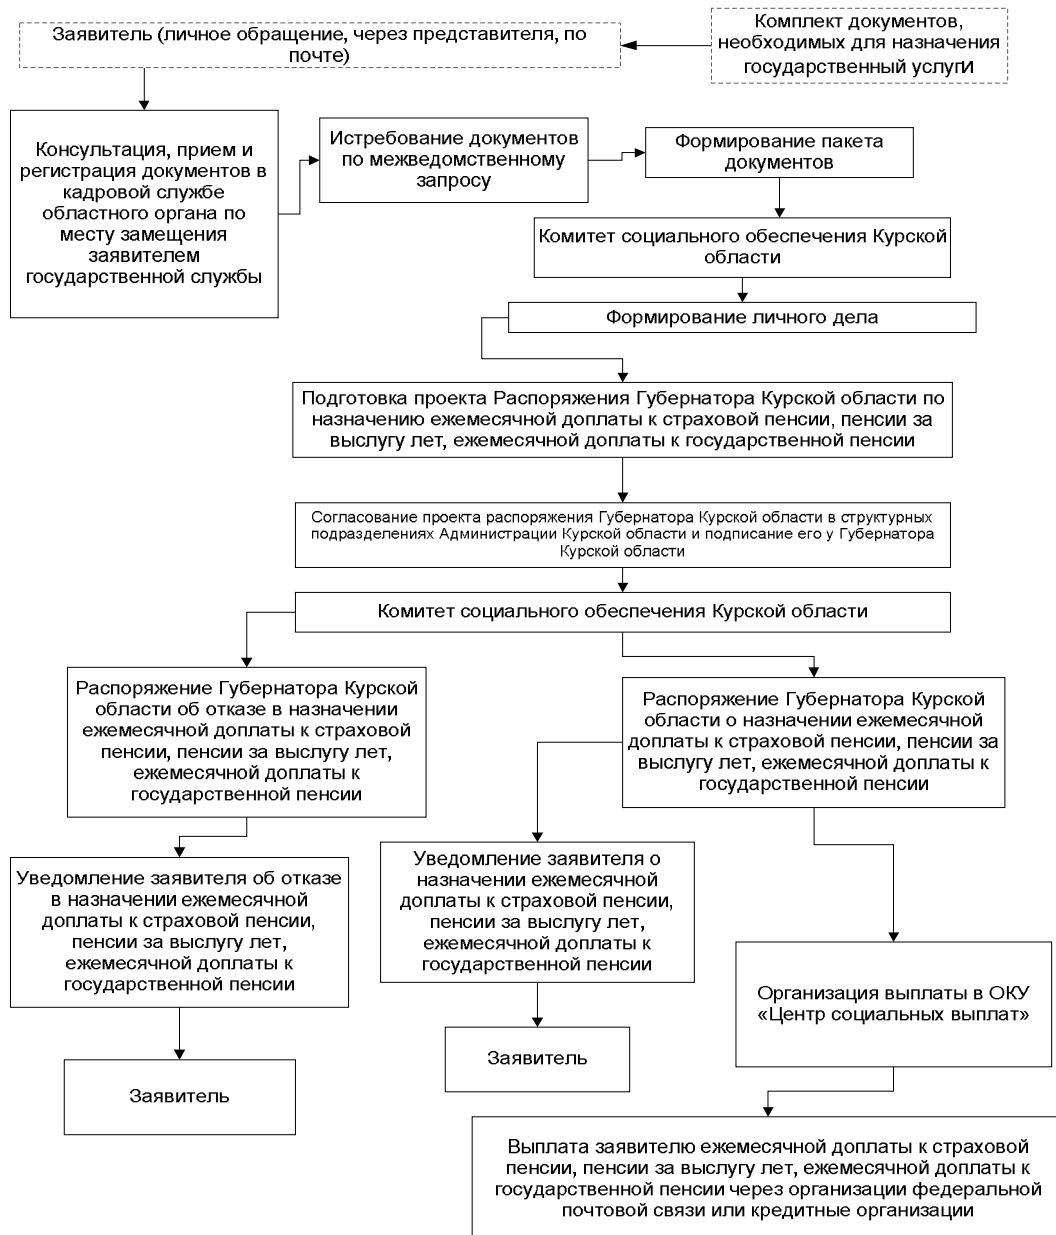 Заявитель (личное обращение, через представителя, по
почте)
Комплект документов,
необходимых для назначения
государственный услуги
Консультация, прием и
регистрация документов в
кадровой службе
областного органа по
месту замещения
заявителем
государственной службы
Истребование документов
по межведомственному
запросу
Формирование пакета
документов
Комитет социального обеспечения Курской
области
Формирование личного дела
Подготовка проекта Распоряжения Губернатора Курской области по
назначению ежемесячной доплаты к страховой пенсии, пенсии за
выслугу лет, ежемесячной доплаты к государственной пенсии
Согласование проекта распоряжения Губернатора Курской области в структурных
подразделениях Администрации Курской области и подписание его у Губернатора
Курской области
Комитет социального обеспечения Курской области
Распоряжение Губернатора Курской
области об отказе в назначении
ежемесячной доплаты к страховой
пенсии, пенсии за выслугу лет,
ежемесячной доплаты к
государственной пенсии
Распоряжение Губернатора Курской
области о назначении ежемесячной
доплаты к страховой пенсии, пенсии за
выслугу лет, ежемесячной доплаты к
государственной пенсии
Уведомление заявителя об отказе
в назначении ежемесячной
доплаты к страховой пенсии,
пенсии за выслугу лет,
ежемесячной доплаты к
государственной пенсии
Уведомление заявителя о
назначении ежемесячной
доплаты к страховой пенсии,
пенсии за выслугу лет,
ежемесячной доплаты к
государственной пенсии
Организация выплаты в ОКУ
«Центр социальных выплат»
Заявитель
Заявитель
Выплата заявителю ежемесячной доплаты к страховой
пенсии, пенсии за выслугу лет, ежемесячной доплаты к
государственной пенсии через организации федеральной
почтовой связи или кредитные организации